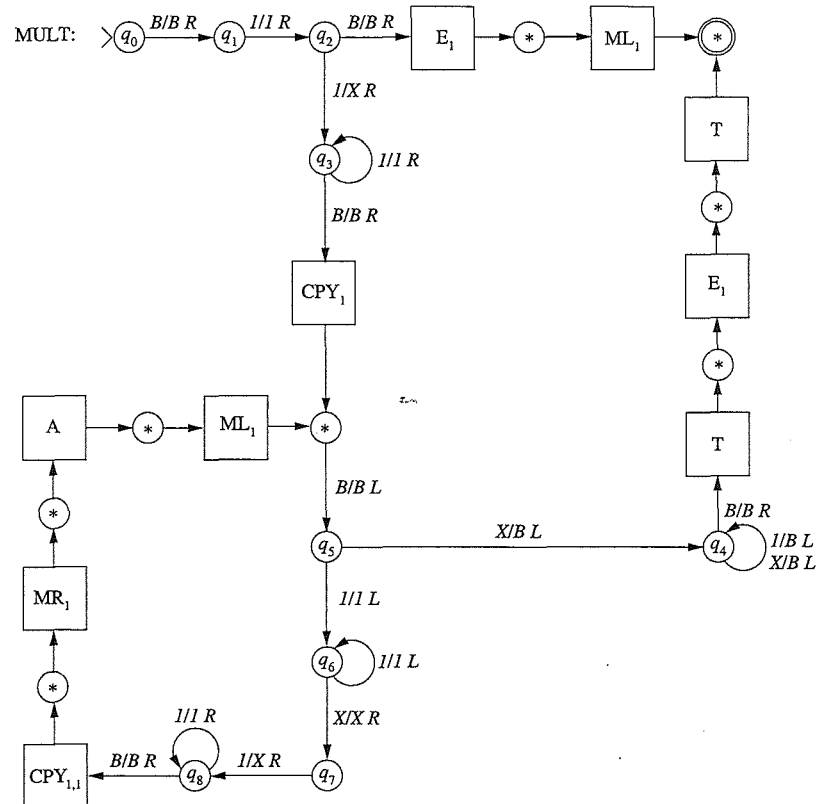 MULT: q₀ B/B R q₁ 1/1 R q₂ B/B R E₁ * ML₁ *
1/X R
T
q₃ 1/1 R
*
B/B R
E₁
CPY₁
*
A * ML₁ *
T
B/B L
B/B R
*
q₅ X/B L q₄ 1/B L
X/B L
MR₁
1/1 L
q₆ 1/1 L
*
1/1 R
X/X R
CPY₁,₁ B/B R q₈ 1/X R q₇